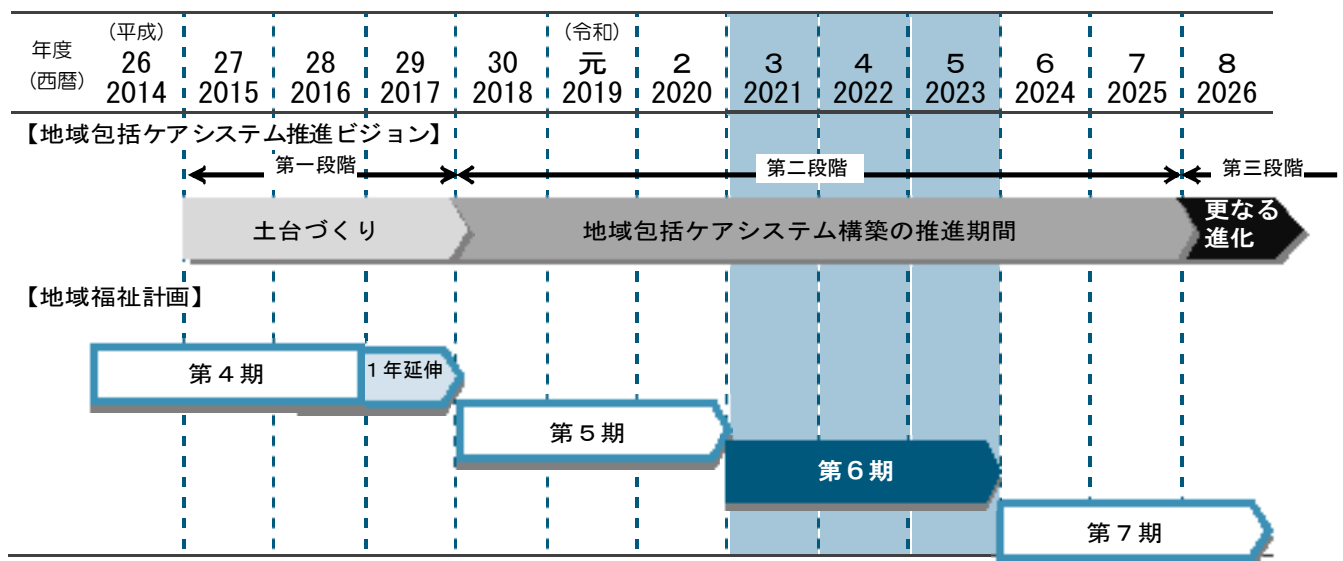 年度 (平成) (令和)
(西暦) 26 27 28 29 30 元 2 3 4 5 6 7 8
2014 2015 2016 2017 2018 2019 2020 2021 2022 2023 2024 2025 2026
【地域包括ケアシステム推進ビジョン】
第一段階 第二段階 第三段階
土台づくり 地域包括ケアシステム構築の推進期間 更なる
進化
【地域福祉計画】
第4期 1年延伸
第5期
第6期
第7期